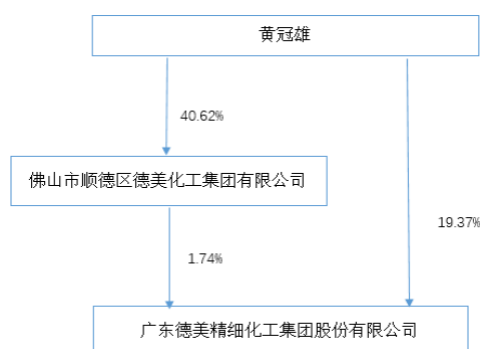 黄冠雄
40.62%
佛山市顺德区德美化工集团有限公司
19.37%
1.74%
广东德美精细化工集团股份有限公司